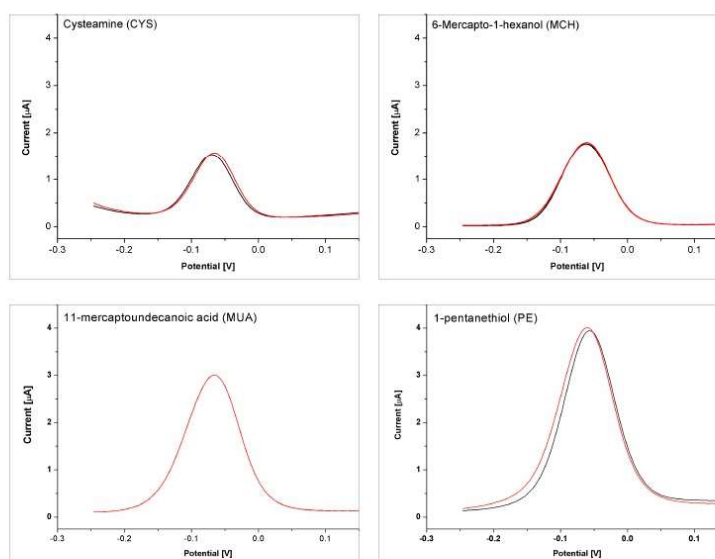 Cysteamine (CYS)
4
3
2
1
0
Current [µA]
-0.3 -0.2 -0.1 0.0 0.1
Potential [V]
6-Mercapto-1-hexanol (MCH)
4
3
2
1
0
Current [µA]
-0.3 -0.2 -0.1 0.0 0.1
Potential [V]
11-mercaptoundecanoic acid (MUA)
4
3
2
1
0
Current [µA]
-0.3 -0.2 -0.1 0.0 0.1
Potential [V]
1-pentanethiol (PE)
4
3
2
1
0
Current [µA]
-0.3 -0.2 -0.1 0.0 0.1
Potential [V]